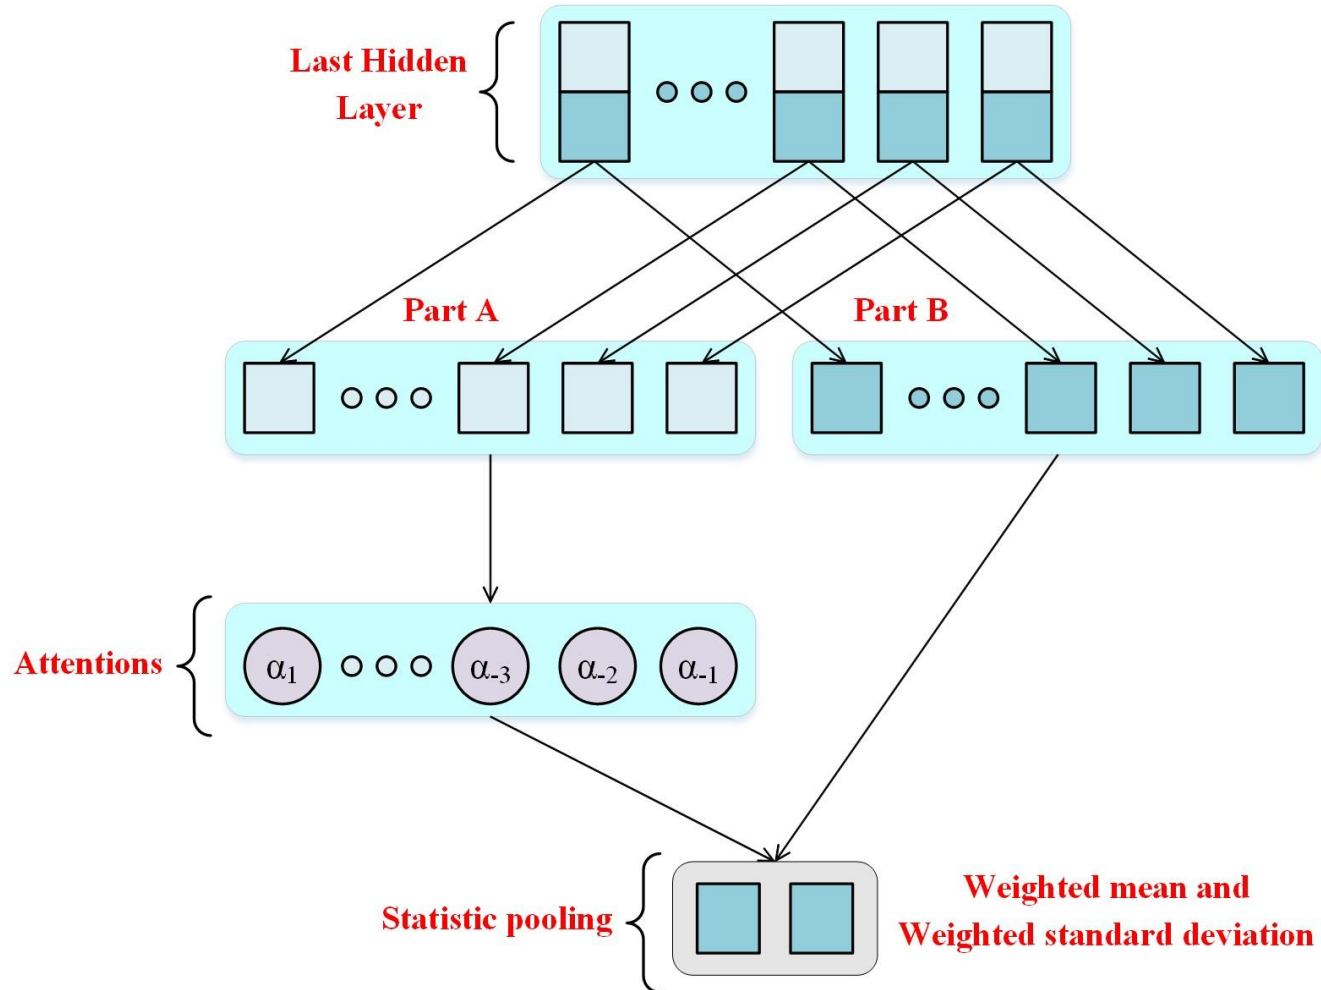 Last Hidden
Layer
Part A
Part B
Attentions
α1
α-3
α-2
α-1
Statistic pooling
Weighted mean and
Weighted standard deviation